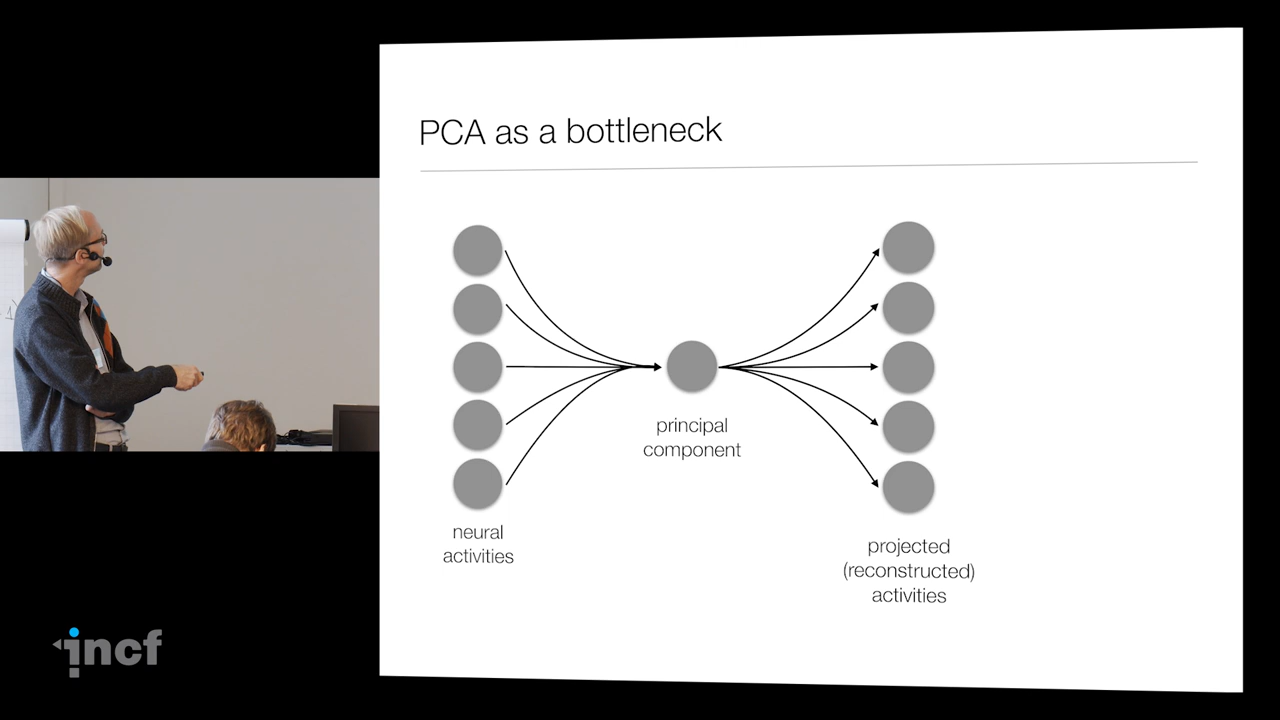 PCA as a bottleneck
neural
activities
principal
component
projected
(reconstructed)
activities
incf